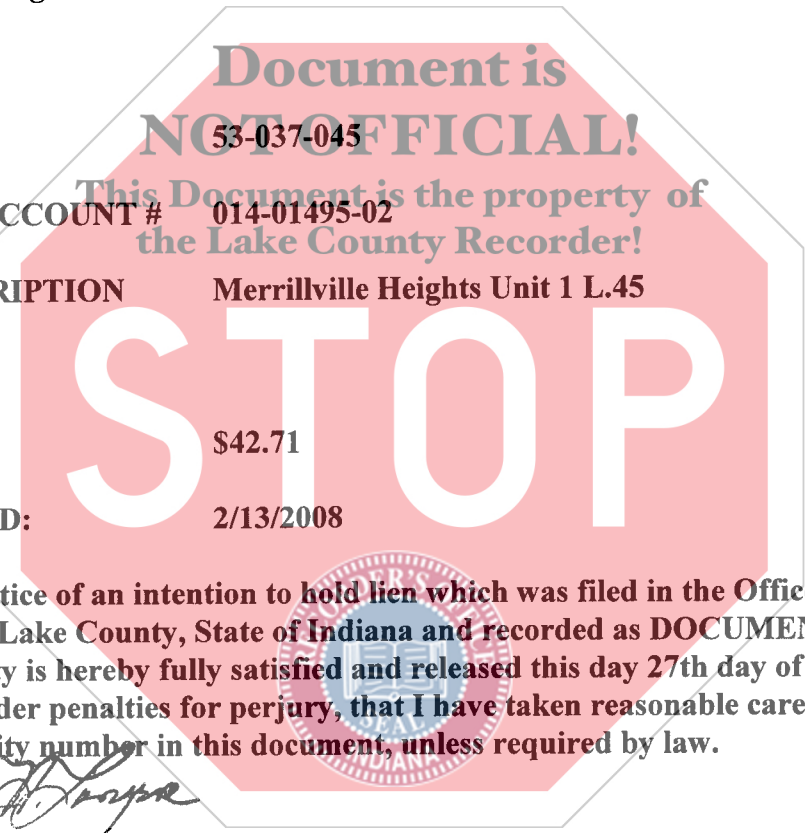 Document is
NOT OFFICIAL!
53-037-045
This Document is the property of
CCOUNT # 014-01495-02
the Lake County Recorder!
RIPTION Merrillville Heights Unit 1 L.45
STOP
$42.71
D: 2/13/2008
tice of an intention to hold lien which was filed in the Offic
Lake County, State of Indiana and recorded as DOCUMEN
y is hereby fully satisfied and released this day 27th day of
der penalties for perjury, that I have taken reasonable care
ity number in this document, unless required by law.
RECORDER'S OFFICE
SEAL
INDIANA